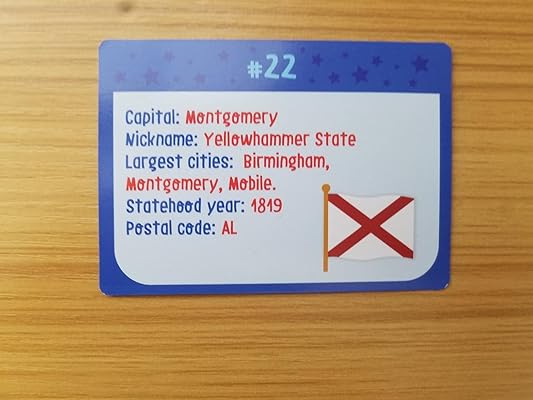 #22
Capital: Montgomery
Nickname: Yellowhammer State
Largest cities: Birmingham,
Montgomery, Mobile.
Statehood year: 1819
Postal code: AL